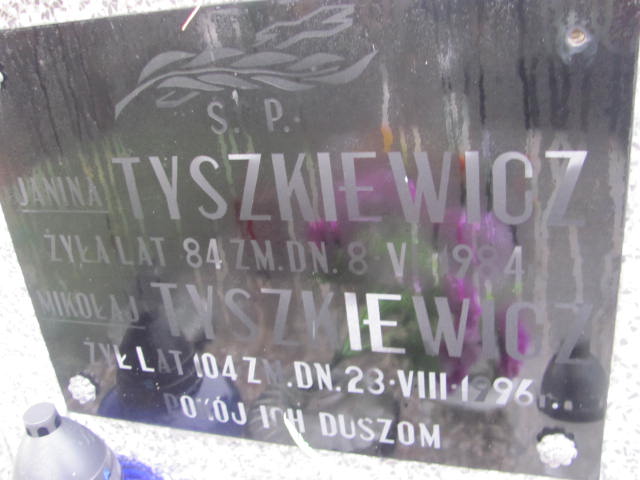 Ś. P.
JANINA TYSZKIEWICZ
ŻYŁA LAT 84 ZM. DN. 8 · V 1984
MIKOŁAJ TYSZKIEWICZ
ŻYŁ LAT 104 ZM. DN. 23 · VIII · 1996 r.
POKÓJ ICH DUSZOM